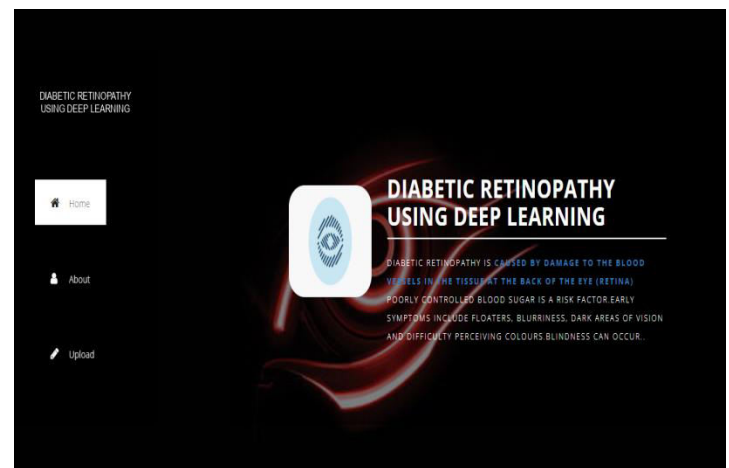 DIABETIC RETINOPATHY
USING DEEP LEARNING
Home
About
Upload
DIABETIC RETINOPATHY
USING DEEP LEARNING
DIABETIC RETINOPATHY IS CAUSED BY DAMAGE TO THE BLOOD
VESSELS IN THE TISSUE AT THE BACK OF THE EYE (RETINA)
POORLY CONTROLLED BLOOD SUGAR IS A RISK FACTOR.EARLY
SYMPTOMS INCLUDE FLOATERS, BLURRINESS, DARK AREAS OF VISION
AND DIFFICULTY PERCEIVING COLOURS.BLINDNESS CAN OCCUR..